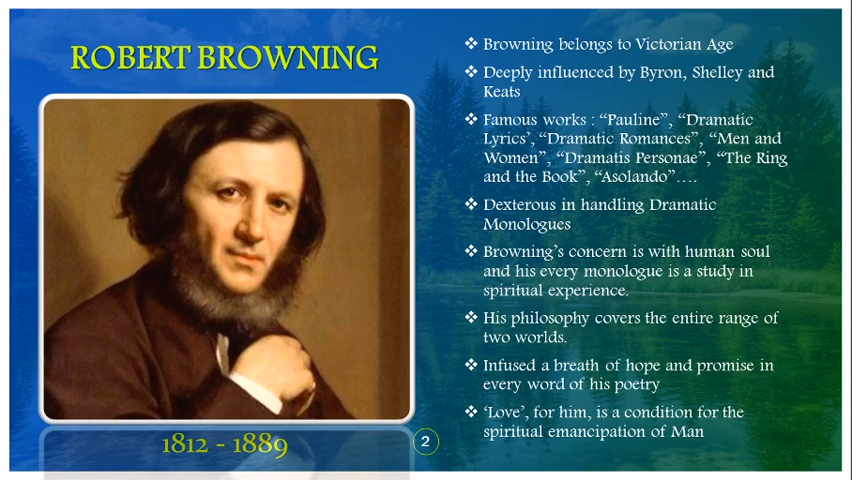 ROBERT BROWNING
1812 - 1889
2
❖ Browning belongs to Victorian Age
❖ Deeply influenced by Byron, Shelley and
Keats
❖ Famous works : “Pauline”, “Dramatic
Lyrics’, “Dramatic Romances”, “Men and
Women”, “Dramatis Personae”, “The Ring
and the Book”, “Asolando”….
❖ Dexterous in handling Dramatic
Monologues
❖ Browning’s concern is with human soul
and his every monologue is a study in
spiritual experience.
❖ His philosophy covers the entire range of
two worlds.
❖ Infused a breath of hope and promise in
every word of his poetry
❖ ‘Love’, for him, is a condition for the
spiritual emancipation of Man